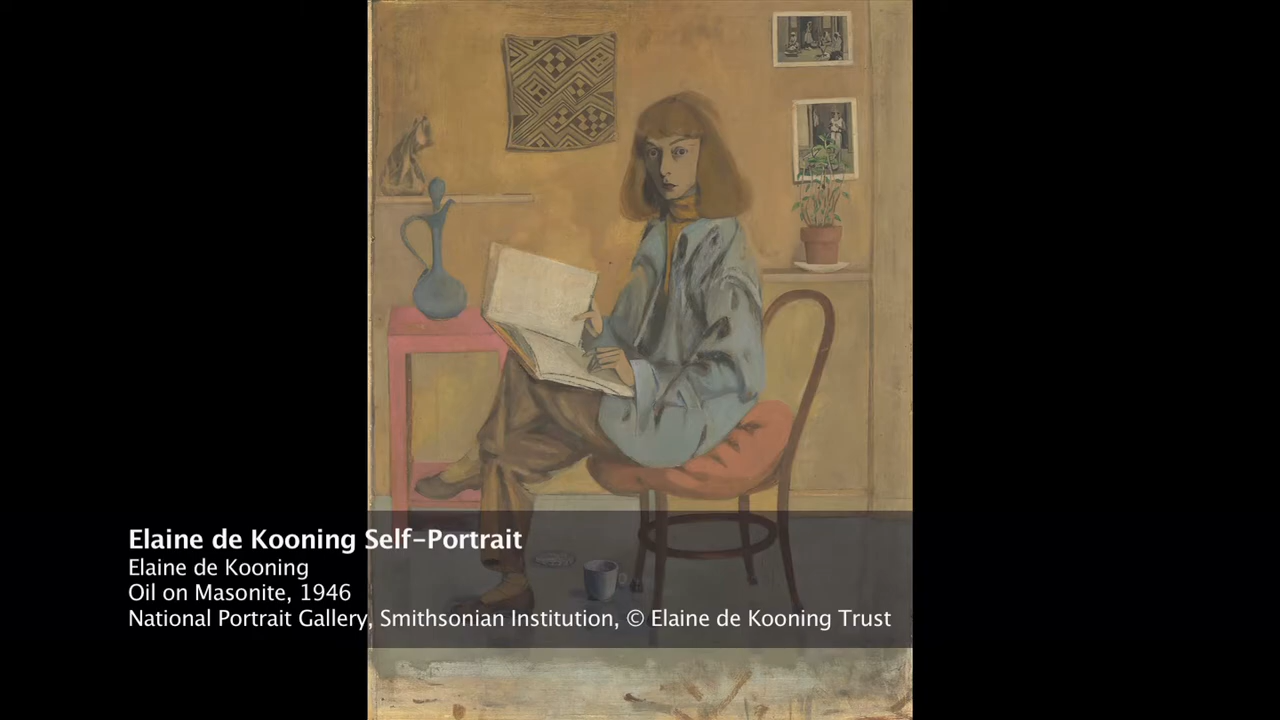 Elaine de Kooning Self-Portrait
Elaine de Kooning
Oil on Masonite, 1946
National Portrait Gallery, Smithsonian Institution, © Elaine de Kooning Trust